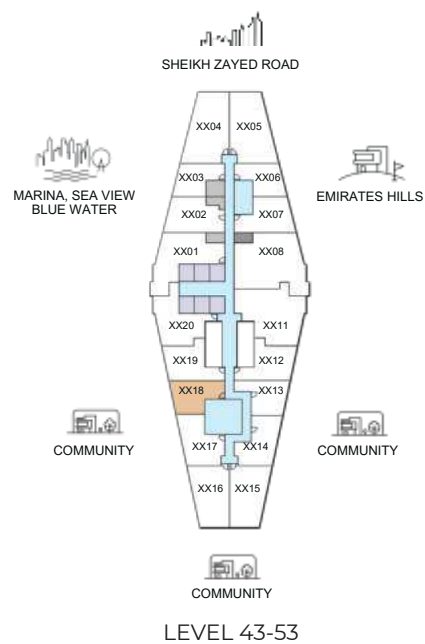 SHEIKH ZAYED ROAD
XX04 XX05
MARINA, SEA VIEW
BLUE WATER
EMIRATES HILLS
XX03 XX06
XX02 XX07
XX01 XX08
XX20 XX11
XX19 XX12
XX18 XX13
COMMUNITY
COMMUNITY
XX17 XX14
XX16 XX15
COMMUNITY
LEVEL 43-53